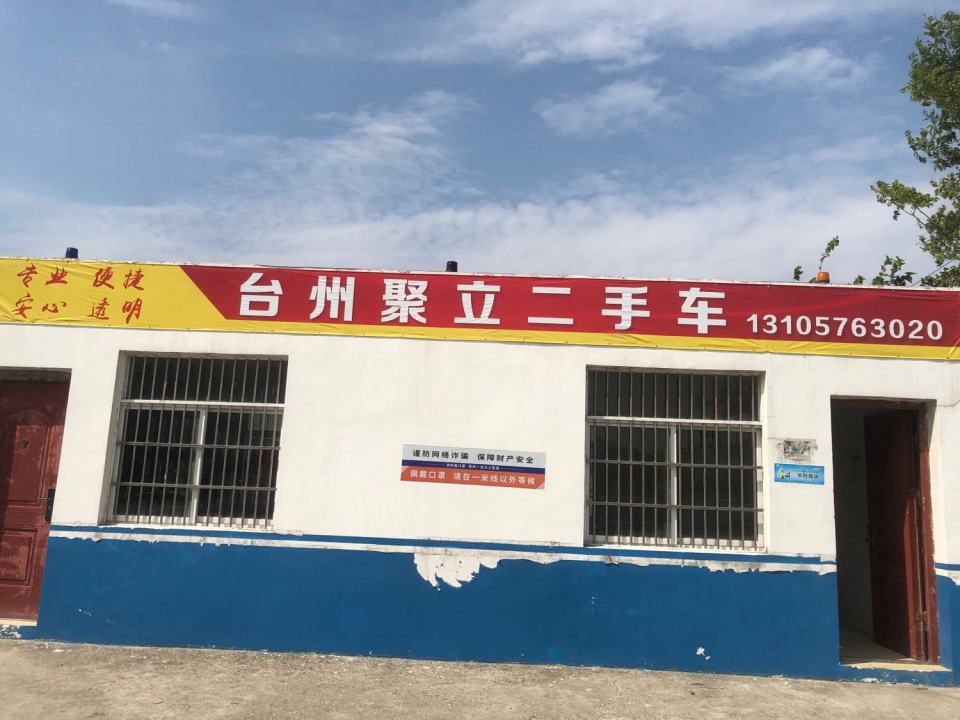 专业 便捷
安心 透明
台州聚立二手车 13105763020
谨防网络诈骗 保障财产安全
佩戴口罩 请在一米线以外等候